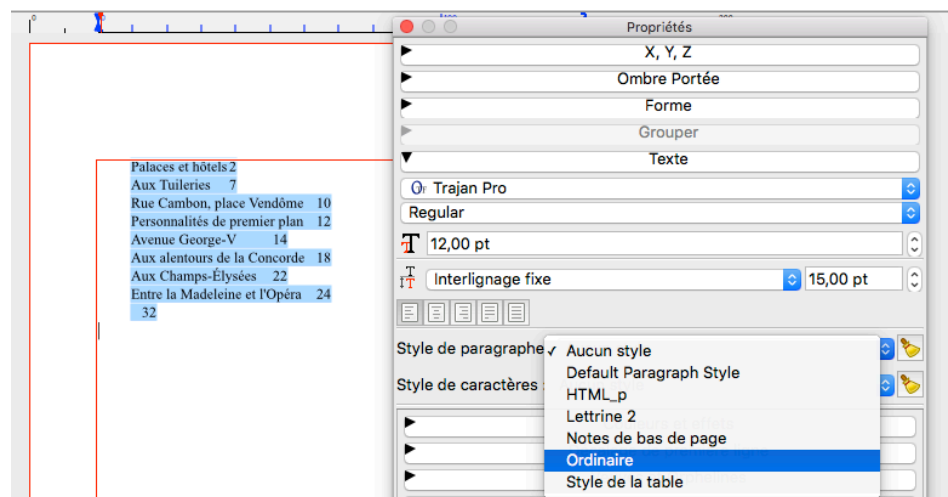 Palaces et hôtels 2
Aux Tuileries 7
Rue Cambon, place Vendôme 10
Personnalités de premier plan 12
Avenue George-V 14
Aux alentours de la Concorde 18
Aux Champs-Élysées 22
Entre la Madeleine et l'Opéra 24
32
Propriétés
X, Y, Z
Ombre Portée
Forme
Grouper
Texte
Trajan Pro
Regular
12,00 pt
Interlignage fixe 15,00 pt
Style de paragraphe
Style de caractères :
Aucun style
Default Paragraph Style
HTML_p
Lettrine 2
Notes de bas de page
Ordinaire
Style de la table